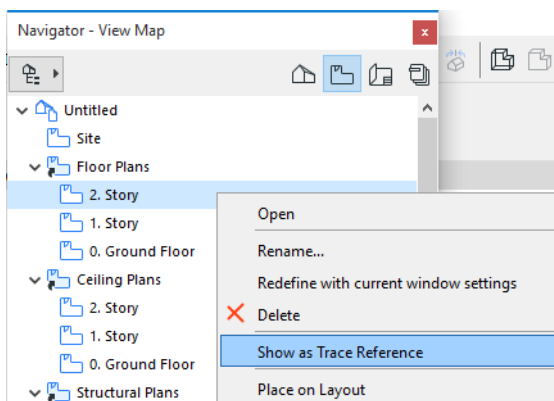 Navigator - View Map
x
Untitled
Site
Floor Plans
2. Story
1. Story
0. Ground Floor
Ceiling Plans
2. Story
1. Story
0. Ground Floor
Structural Plans
Open
Rename...
Redefine with current window settings
Delete
Show as Trace Reference
Place on Layout